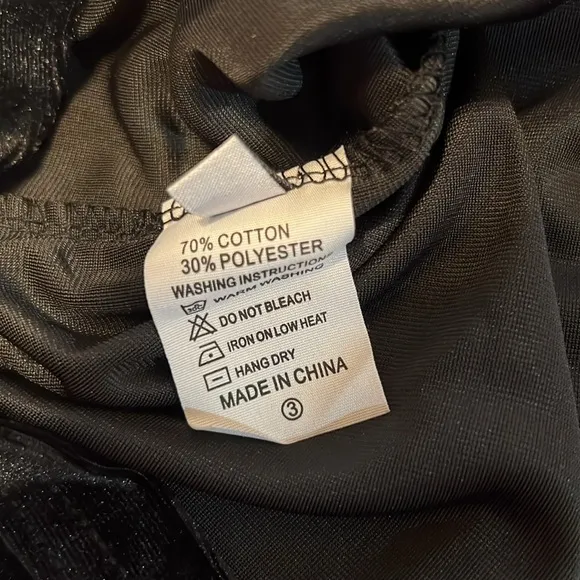 70% COTTON
30% POLYESTER
WASHING INSTRUCTIONS
WARM WASHING
DO NOT BLEACH
IRON ON LOW HEAT
HANG DRY
MADE IN CHINA
3